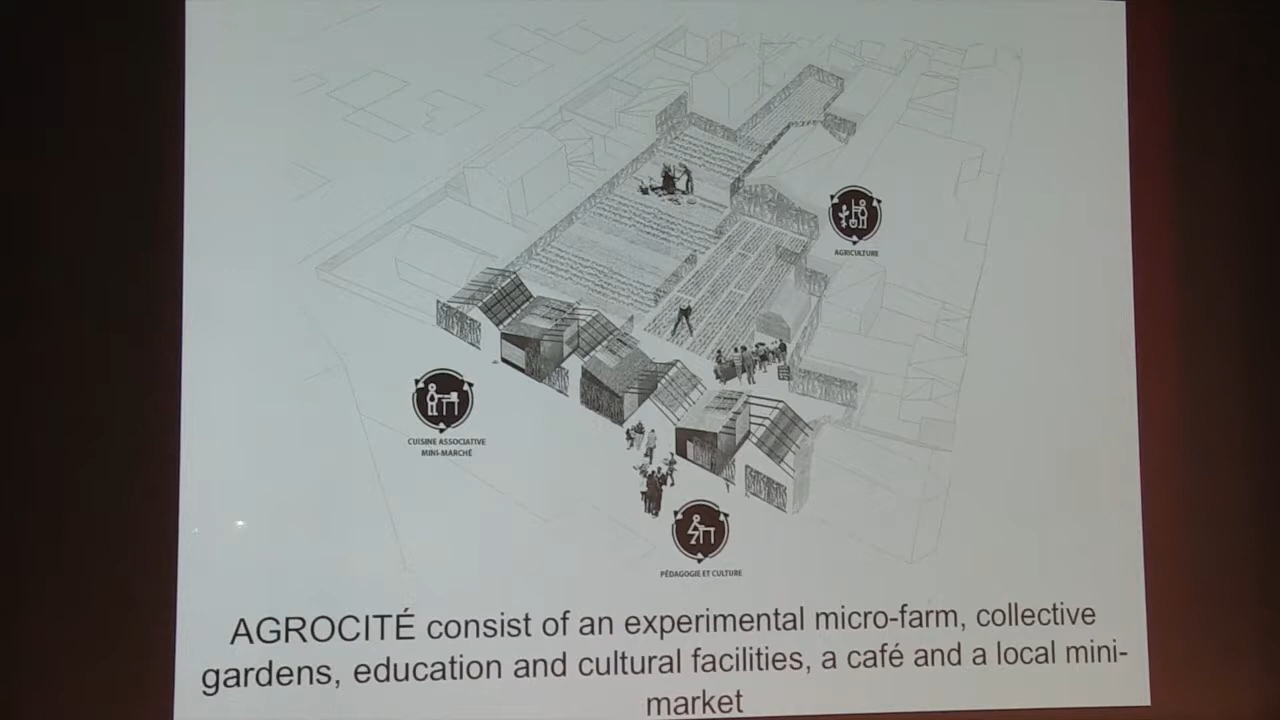 AGRICULTURE
CUISINE ASSOCIATIVE
MINI-MARCHÉ
PÉDAGOGIE ET CULTURE
AGROCITÉ consist of an experimental micro-farm, collective
gardens, education and cultural facilities, a café and a local mini-
market